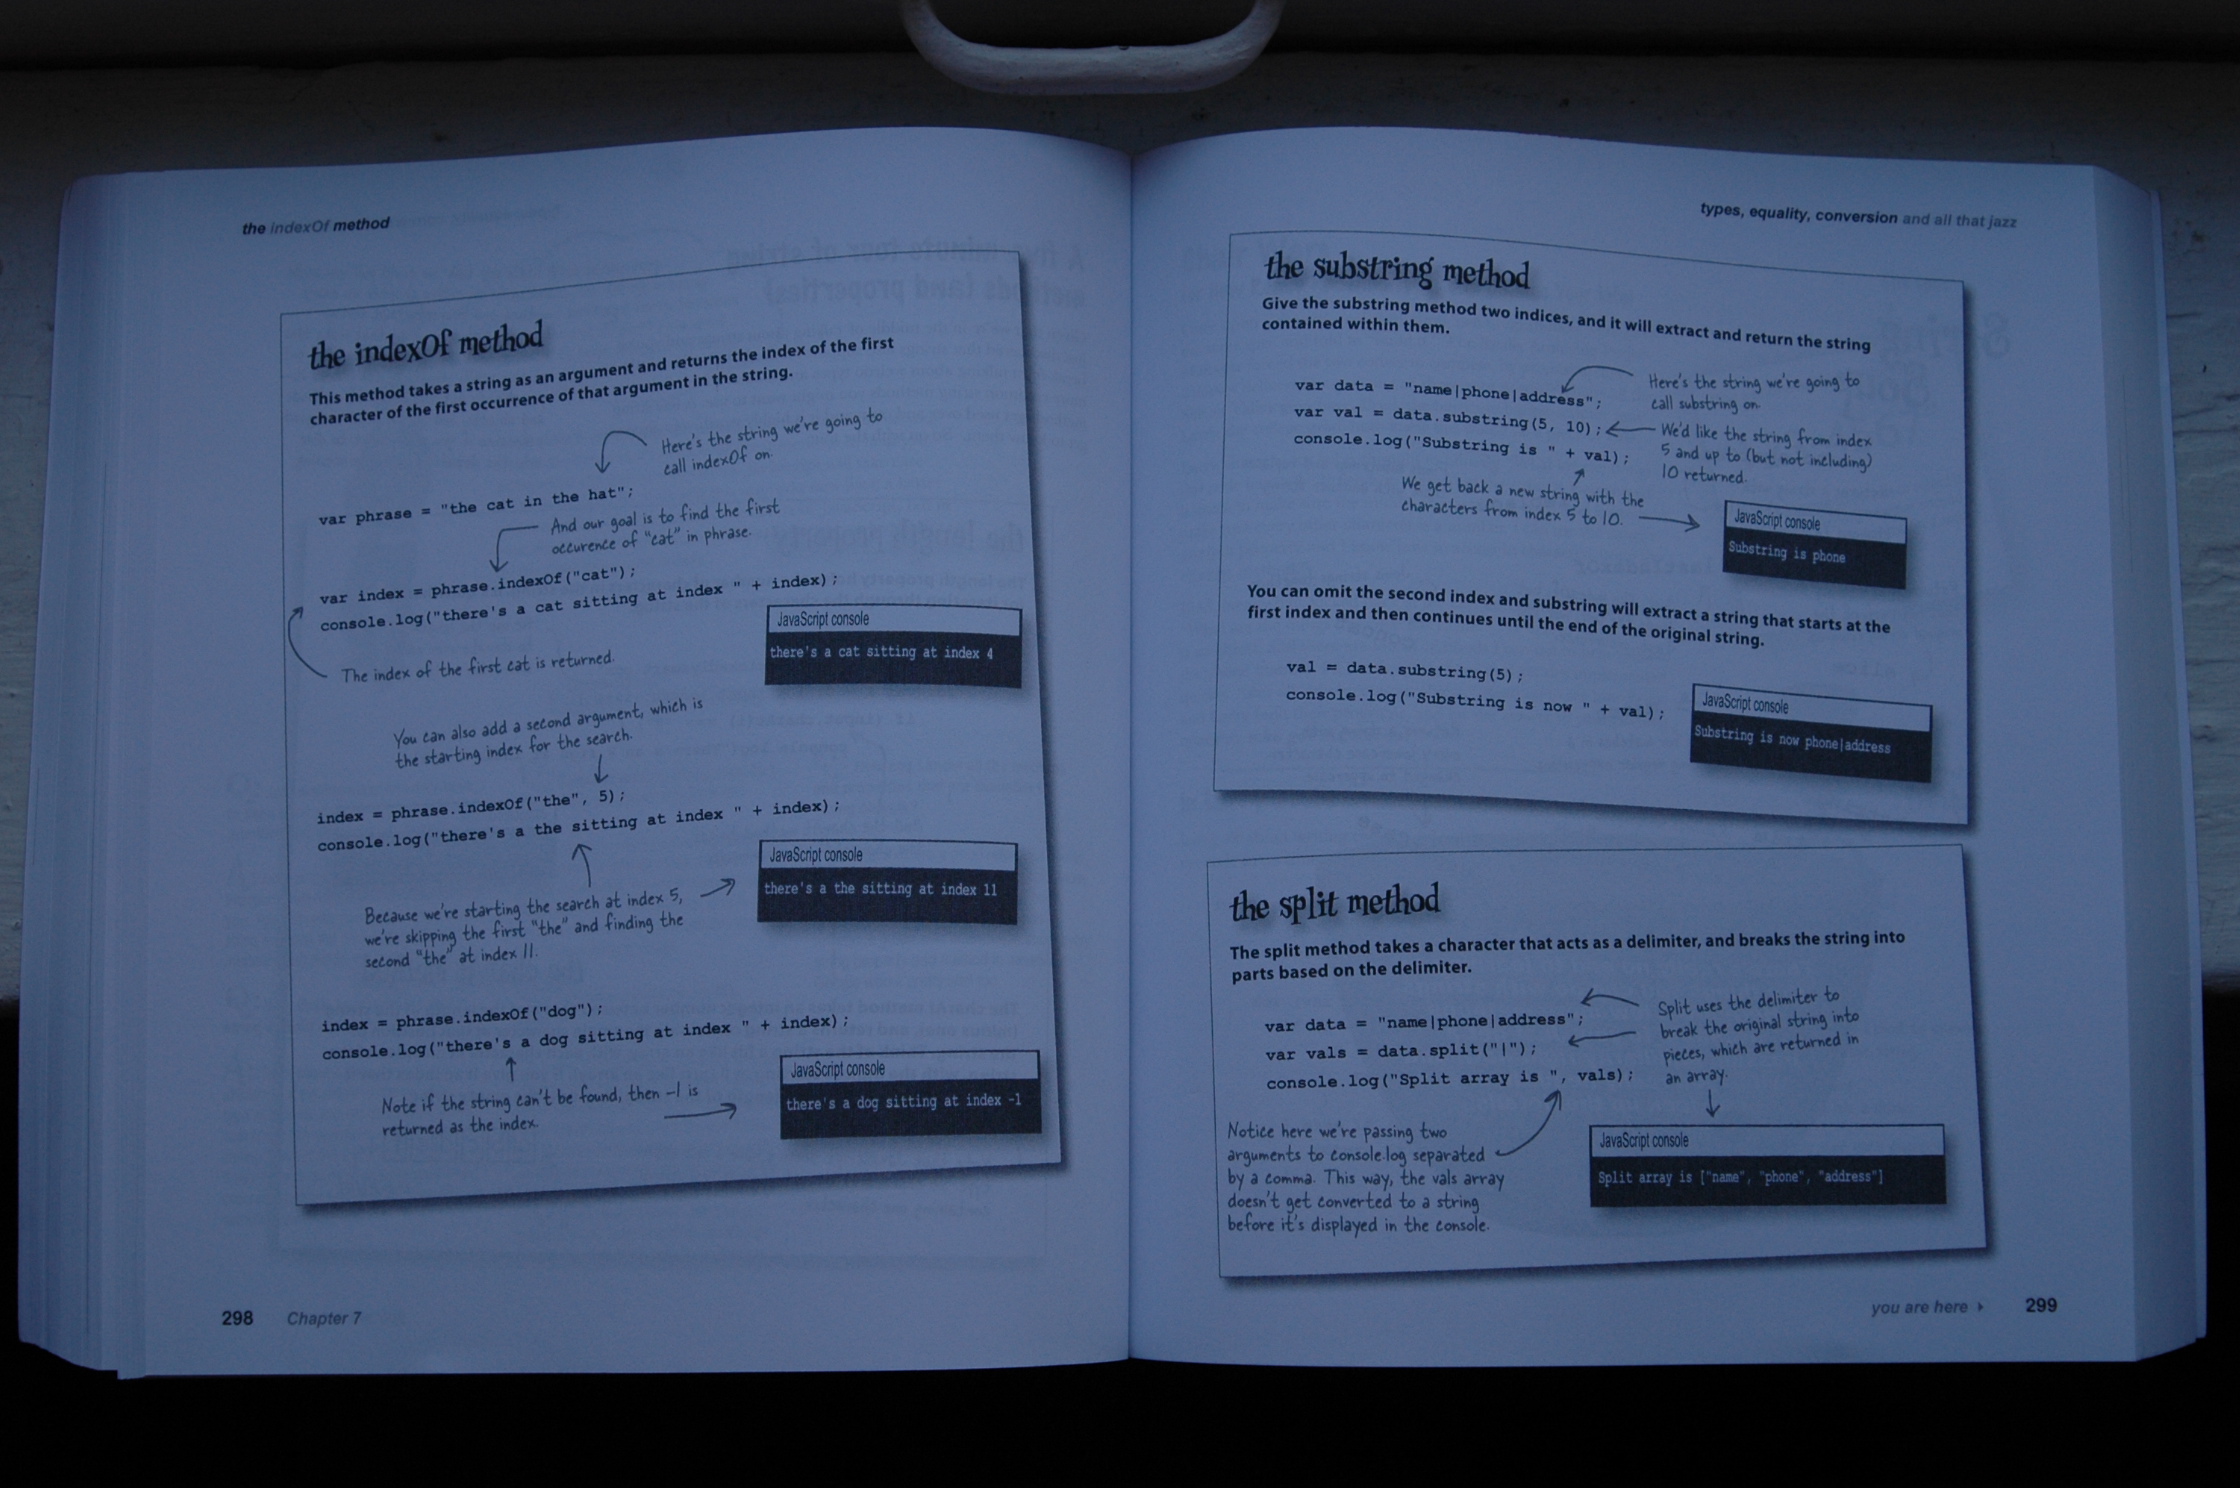 the indexOf method
the indexOf method
This method takes a string as an argument and returns the index of the first
character of the first occurrence of that argument in the string.
Here's the string we're going to
call indexOf on.
var phrase = "the cat in the hat";
And our goal is to find the first
occurence of "cat" in phrase.
var index = phrase.indexOf("cat");
console.log("there's a cat sitting at index " + index);
JavaScript console
there's a cat sitting at index 4
The index of the first cat is returned.
You can also add a second argument, which is
the starting index for the search.
index = phrase.indexOf("the", 5);
console.log("there's a the sitting at index " + index);
JavaScript console
there's a the sitting at index 11
Because we're starting the search at index 5,
we're skipping the first "the" and finding the
second "the" at index 11.
index = phrase.indexOf("dog");
console.log("there's a dog sitting at index " + index);
JavaScript console
there's a dog sitting at index -1
Note if the string can't be found, then -1 is
returned as the index.
298 Chapter 7
types, equality, conversion and all that jazz
the substring method
Give the substring method two indices, and it will extract and return the string
contained within them.
Here's the string we're going to
call substring on.
var data = "name|phone|address";
var val = data.substring(5, 10);
We'd like the string from index
5 and up to (but not including)
10 returned.
console.log("Substring is " + val);
We get back a new string with the
characters from index 5 to 10.
JavaScript console
Substring is phone
You can omit the second index and substring will extract a string that starts at the
first index and then continues until the end of the original string.
val = data.substring(5);
console.log("Substring is now " + val);
JavaScript console
Substring is now phone|address
the split method
The split method takes a character that acts as a delimiter, and breaks the string into
parts based on the delimiter.
var data = "name|phone|address";
var vals = data.split("|");
console.log("Split array is ", vals);
Split uses the delimiter to
break the original string into
pieces, which are returned in
an array.
Notice here we're passing two
arguments to console.log separated
by a comma. This way, the vals array
doesn't get converted to a string
before it's displayed in the console.
JavaScript console
Split array is ["name", "phone", "address"]
you are here ▸ 299